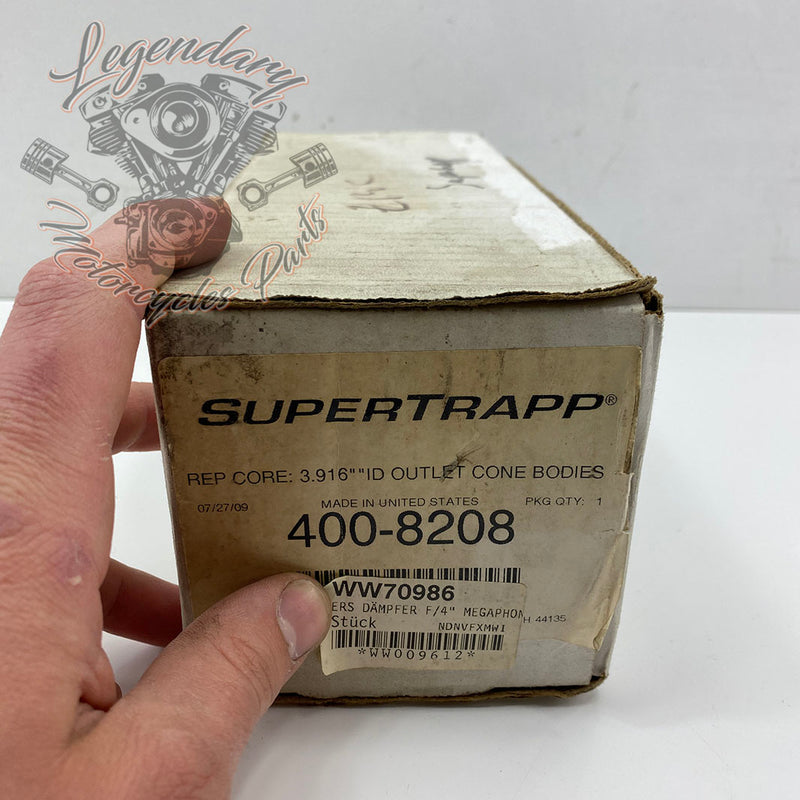 Legendary
Motorcycles Parts
SUPERTRAPP®
REP CORE: 3.916""ID OUTLET CONE BODIES
07/27/09 MADE IN UNITED STATES PKG QTY: 1
400-8208
WW70986
ERS DÄMPFER F/4" MEGAPHON
H 44135
Stück NDNVFXMWI
*WW009612*